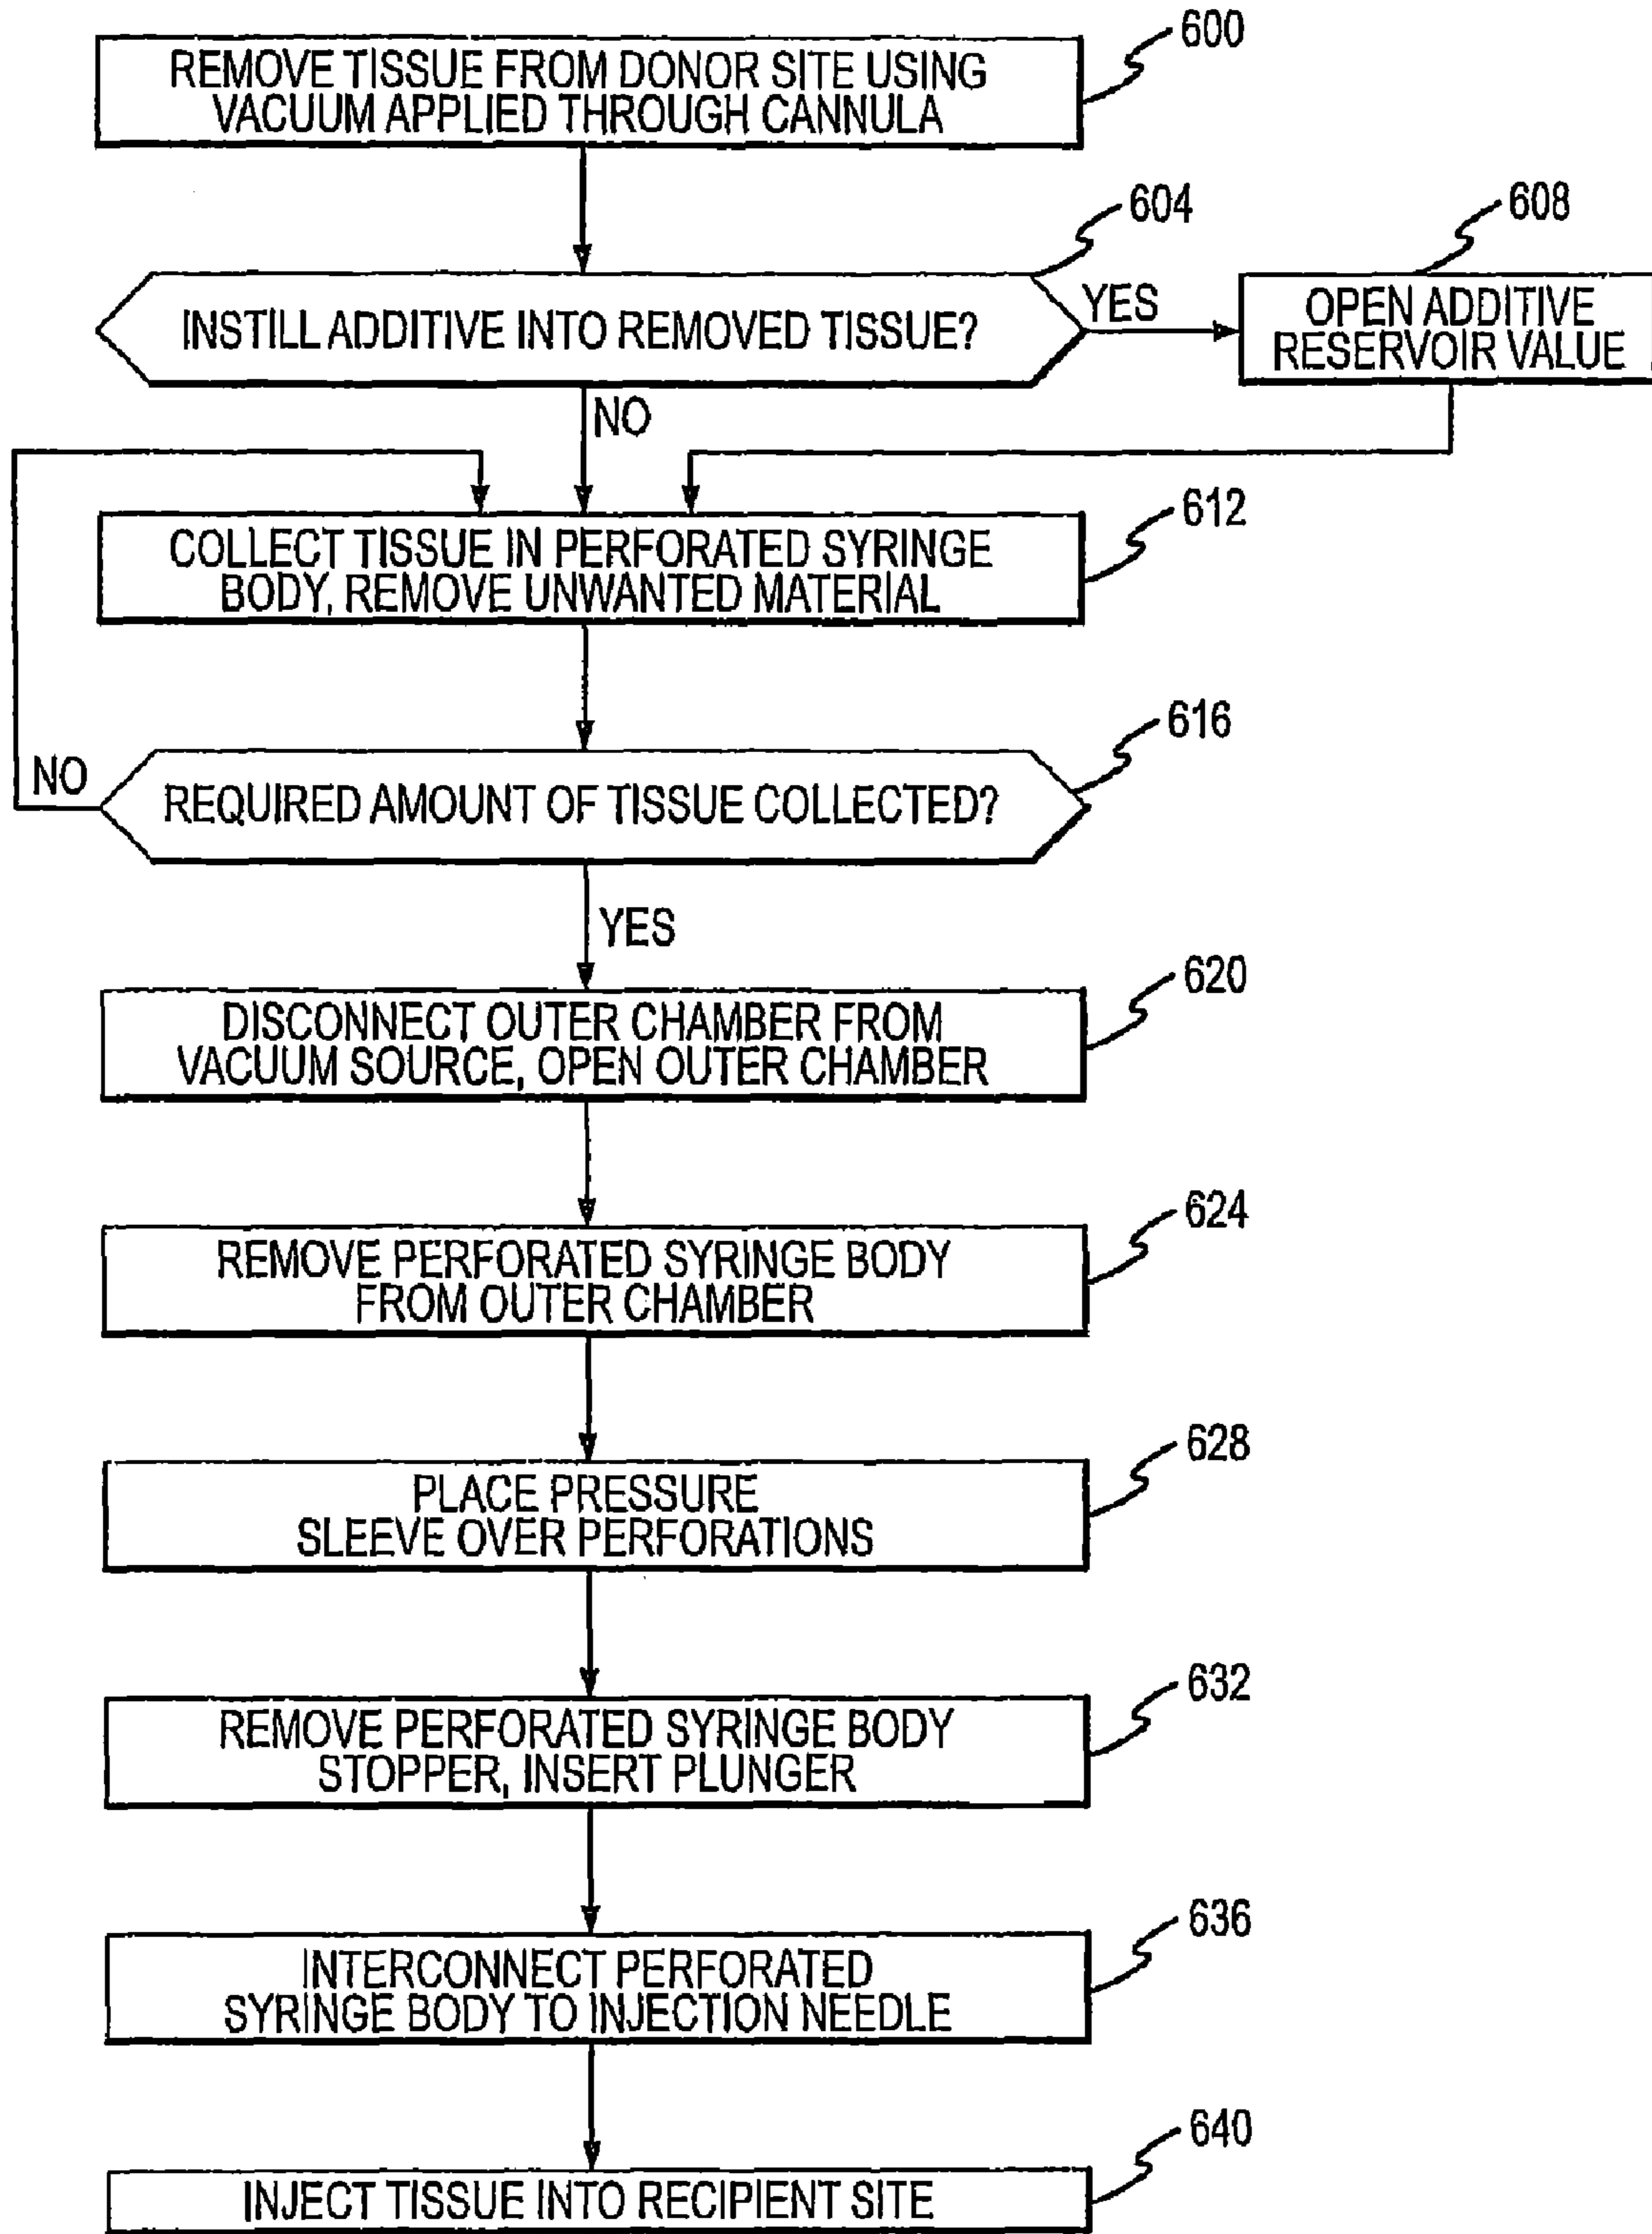 600
REMOVE TISSUE FROM DONOR SITE USING
VACUUM APPLIED THROUGH CANNULA
604
608
INSTILL ADDITIVE INTO REMOVED TISSUE?
YES
OPEN ADDITIVE
RESERVOIR VALUE
NO
612
COLLECT TISSUE IN PERFORATED SYRINGE
BODY, REMOVE UNWANTED MATERIAL
616
NO
REQUIRED AMOUNT OF TISSUE COLLECTED?
YES
620
DISCONNECT OUTER CHAMBER FROM
VACUUM SOURCE, OPEN OUTER CHAMBER
624
REMOVE PERFORATED SYRINGE BODY
FROM OUTER CHAMBER
628
PLACE PRESSURE
SLEEVE OVER PERFORATIONS
632
REMOVE PERFORATED SYRINGE BODY
STOPPER, INSERT PLUNGER
636
INTERCONNECT PERFORATED
SYRINGE BODY TO INJECTION NEEDLE
640
INJECT TISSUE INTO RECIPIENT SITE